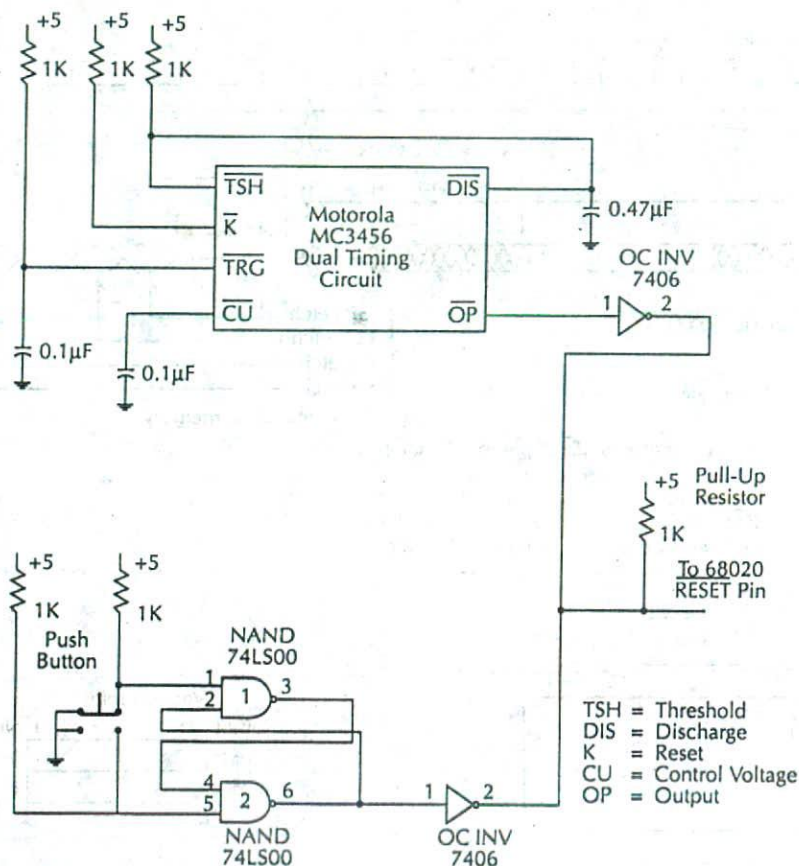 +5
+5
+5
1K
1K
1K
TSH
DIS
K
TRG
CU
OP
Motorola
MC3456
Dual Timing
Circuit
0.47µF
OC INV
7406
1
2
0.1µF
0.1µF
+5
Pull-Up
Resistor
1K
To 68020
RESET Pin
+5
+5
1K
1K
Push
Button
NAND
74LS00
1
2
1
3
4
5
2
6
NAND
74LS00
1
2
OC INV
7406
TSH = Threshold
DIS = Discharge
K = Reset
CU = Control Voltage
OP = Output